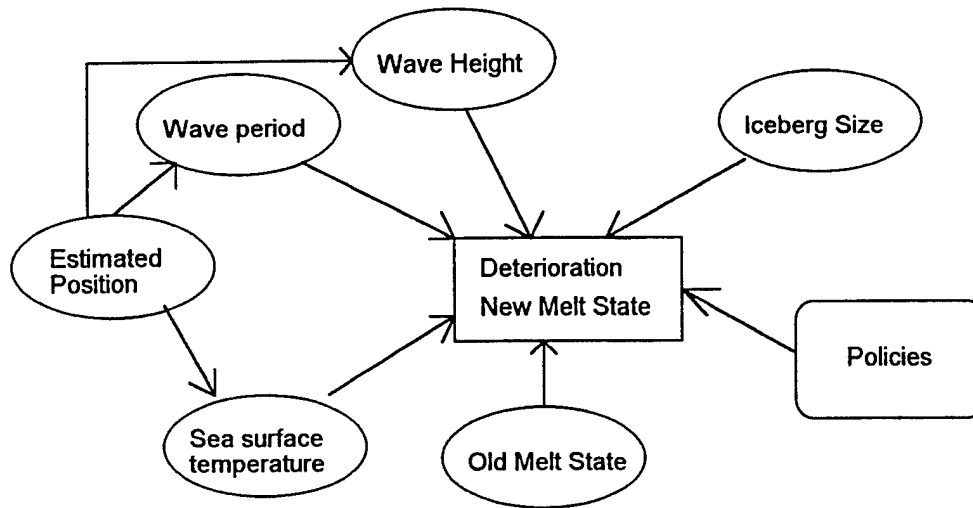 Wave Height
Wave period
Iceberg Size
Estimated
Position
Deterioration
New Melt State
Policies
Sea surface
temperature
Old Melt State